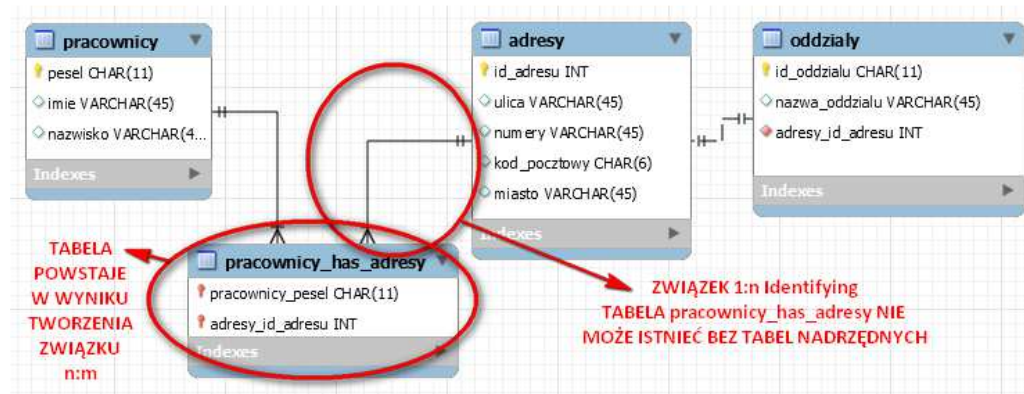 pracownicy
pesel CHAR(11)
imie VARCHAR(45)
nazwisko VARCHAR(4...
Indexes
adresy
id_adresu INT
ulica VARCHAR(45)
numery VARCHAR(45)
kod_pocztowy CHAR(6)
miasto VARCHAR(45)
Indexes
oddzialy
id_oddzialu CHAR(11)
nazwa_oddzialu VARCHAR(45)
adresy_id_adresu INT
Indexes
pracownicy_has_adresy
pracownicy_pesel CHAR(11)
adresy_id_adresu INT
Indexes
TABELA
POWSTAJE
W WYNIKU
TWORZENIA
ZWIĄZKU
n:m
ZWIĄZEK 1:n Identifying
TABELA pracownicy_has_adresy NIE
MOŻE ISTNIEĆ BEZ TABEL NADRZĘDNYCH